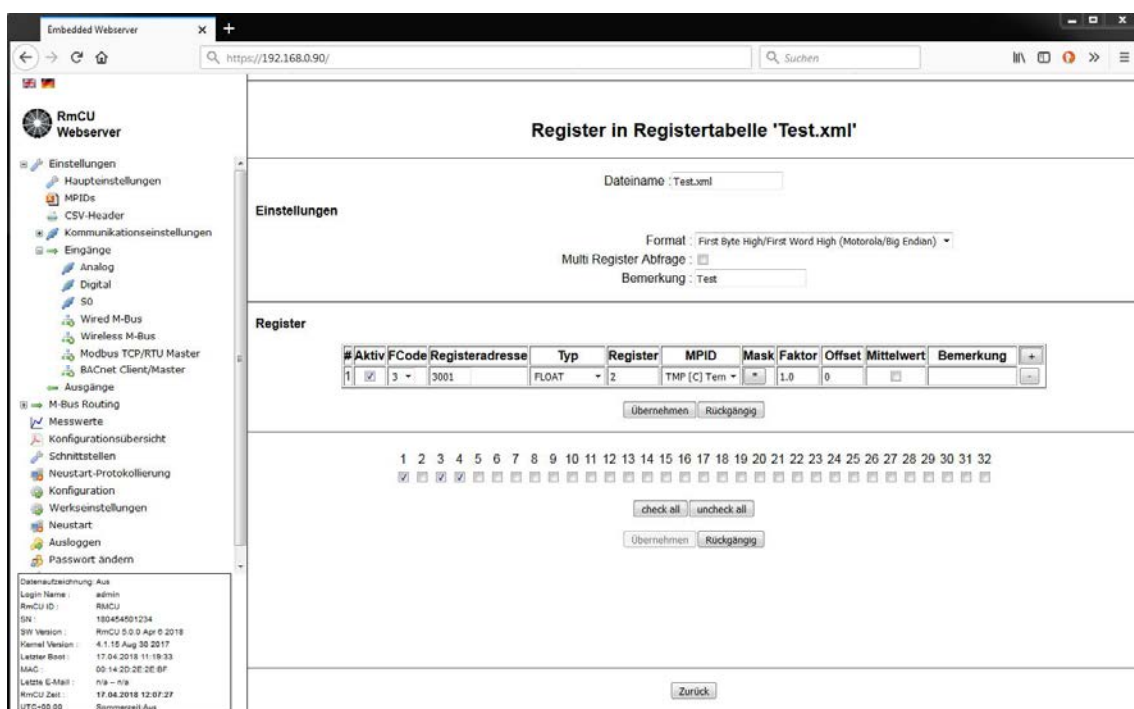 Embedded Webserver
https://192.168.0.90/
Suchen
RmCU
Webserver
Einstellungen
Haupteinstellungen
MPIDs
CSV-Header
Kommunikationseinstellungen
Eingänge
Analog
Digital
S0
Wired M-Bus
Wireless M-Bus
Modbus TCP/RTU Master
BACnet Client/Master
Ausgänge
M-Bus Routing
Messwerte
Konfigurationsübersicht
Schnittstellen
Neustart-Protokollierung
Konfiguration
Werkseinstellungen
Neustart
Ausloggen
Passwort ändern
Datenaufzeichnung: Aus
Login Name : admin
RmCU ID : RMCU
SN : 180454501234
SW Version : RmCU 5.0.0 Apr 6 2018
Kernel Version : 4.1.15 Aug 30 2017
Letzter Boot : 17.04.2018 11:19:33
MAC : 00:14:2D:2E:2E:BF
Letzte E-Mail : n/a -- n/a
RmCU Zeit : 17.04.2018 12:07:27
UTC+00:00 Sommerzeit:Aus
Register in Registertabelle 'Test.xml'
Dateiname : Test.xml
Einstellungen
Format : First Byte High/First Word High (Motorola/Big Endian)
Multi Register Abfrage :
Bemerkung : Test
Register
# Aktiv FCode Registeradresse Typ Register MPID Mask Faktor Offset Mittelwert Bemerkung +
1 3 3001 FLOAT 2 TMP [C] Tem * 1.0 0 -
Übernehmen Rückgängig
1 2 3 4 5 6 7 8 9 10 11 12 13 14 15 16 17 18 19 20 21 22 23 24 25 26 27 28 29 30 31 32
check all uncheck all
Übernehmen Rückgängig
Zurück